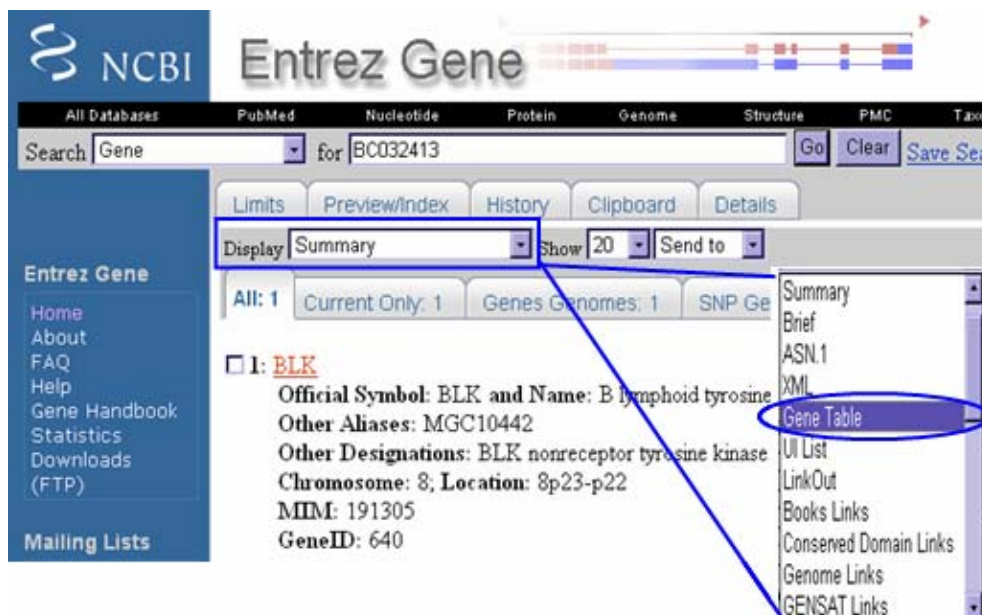 NCBI Entrez Gene
All Databases PubMed Nucleotide Protein Genome Structure PMC
Search Gene for BC032413 Go Clear Save
Limits Preview/Index History Clipboard Details
Display Summary Show 20 Send to
All: 1 Current Only: 1 Genes Genomes: 1 SNP
1: BLK
Official Symbol: BLK and Name: B lymphoid tyrosine
Other Aliases: MGC10442
Other Designations: BLK nonreceptor tyrosine kinase
Chromosome: 8; Location: 8p23-p22
MIM: 191305
GeneID: 640
Entrez Gene
Home
About
FAQ
Help
Gene Handbook
Statistics
Downloads
(FTP)
Mailing Lists
Summary
Brief
ASN.1
XML
Gene Table
UI List
LinkOut
Books Links
Conserved Domain Links
Genome Links
GENSAT Links